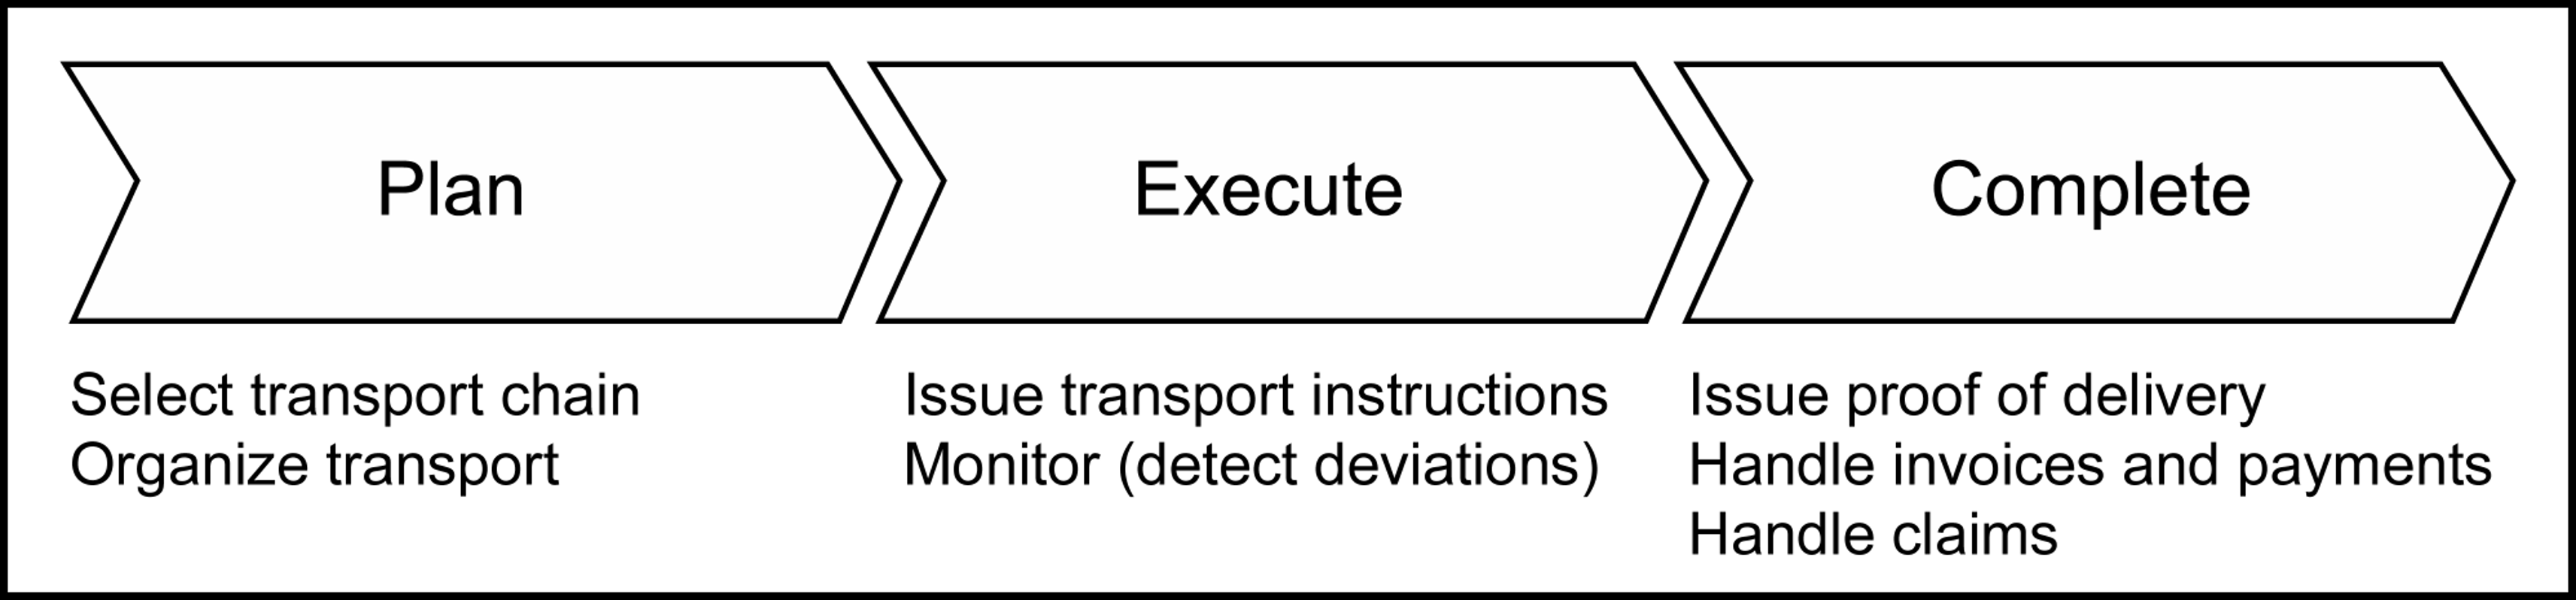 Plan
Execute
Complete
Select transport chain
Organize transport
Issue transport instructions
Monitor (detect deviations)
Issue proof of delivery
Handle invoices and payments
Handle claims